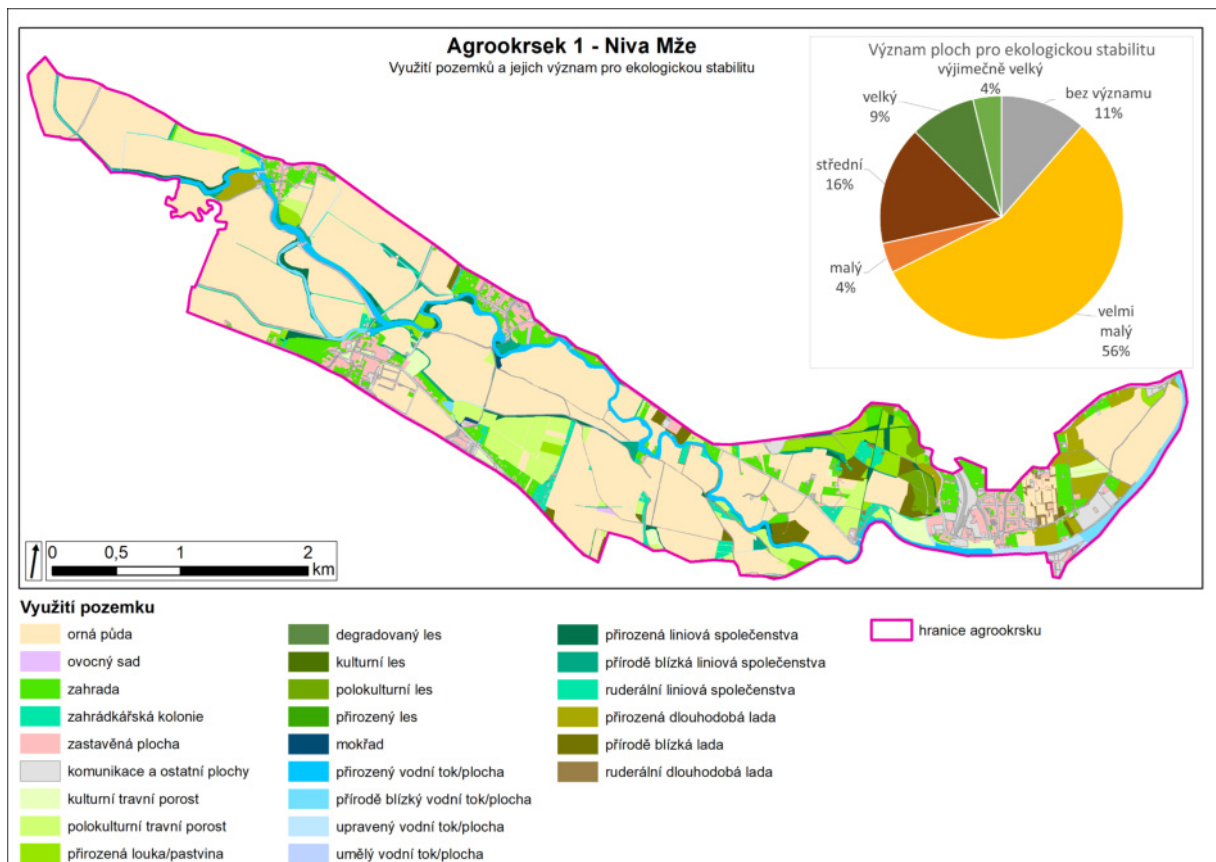 Agrookrsek 1 - Niva Mže
Využití pozemků a jejich význam pro ekologickou stabilitu
Význam ploch pro ekologickou stabilitu
výjimečně velký
4%
bez významu
11%
velký
9%
střední
16%
malý
4%
velmi
malý
56%
0 0,5 1 2
km
Využití pozemku
orná půda
ovocný sad
zahrada
zahrádkářská kolonie
zastavěná plocha
komunikace a ostatní plochy
kulturní travní porost
polokulturní travní porost
přirozená louka/pastvina
degradovaný les
kulturní les
polokulturní les
přirozený les
mokřad
přirozený vodní tok/plocha
přírodě blízký vodní tok/plocha
upravený vodní tok/plocha
umělý vodní tok/plocha
přirozená liniová společenstva
přírodě blízká liniová společenstva
ruderální liniová společenstva
přirozená dlouhodobá lada
přírodě blízká lada
ruderální dlouhodobá lada
hranice agrookrsku